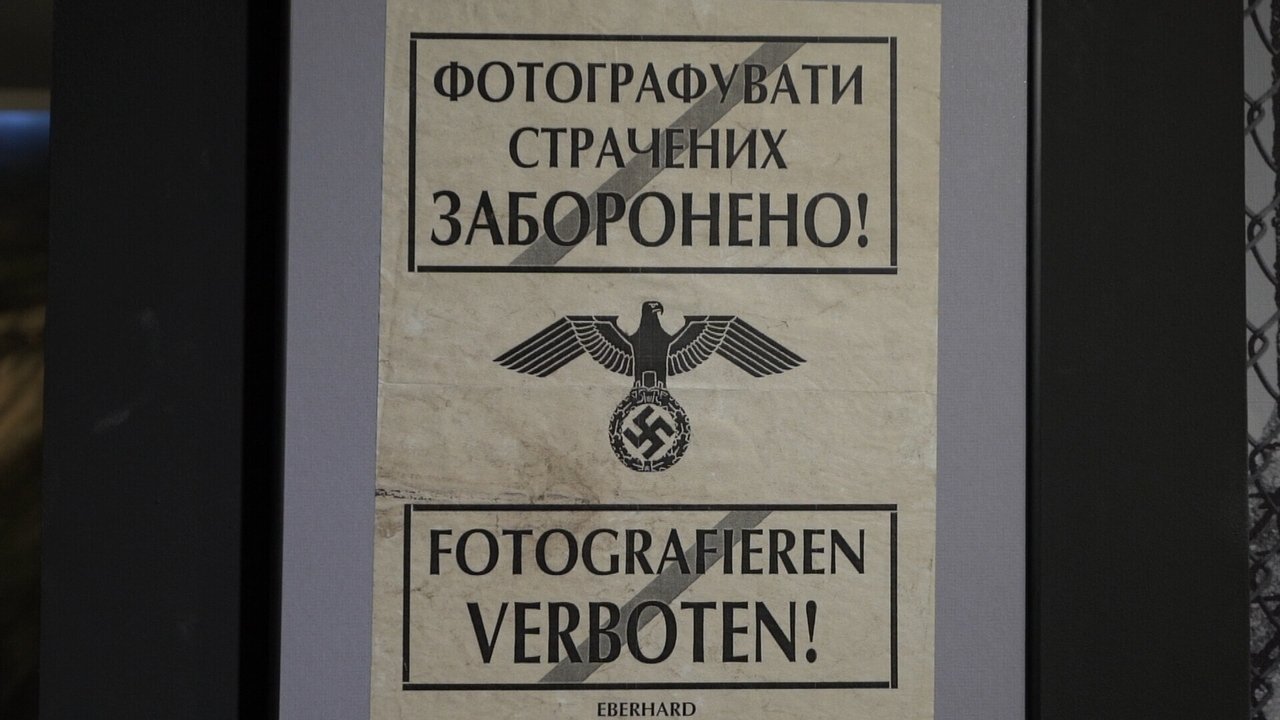 ФОТОГРАФУВАТИ
СТРАЧЕНИХ
ЗАБОРОНЕНО!
FOTOGRAFIEREN
VERBOTEN!
EBERHARD